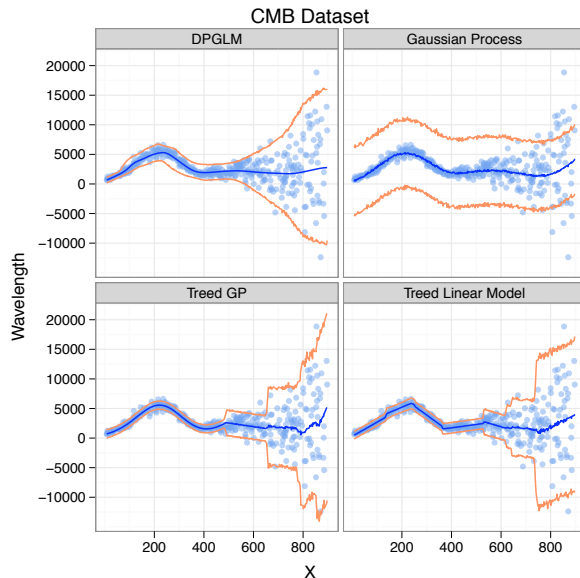 CMB Dataset
DPGLM
Gaussian Process
20000
15000
10000
5000
0
−5000
−10000
Wavelength
Treed GP
Treed Linear Model
20000
15000
10000
5000
0
−5000
−10000
200 400 600 800
200 400 600 800
X